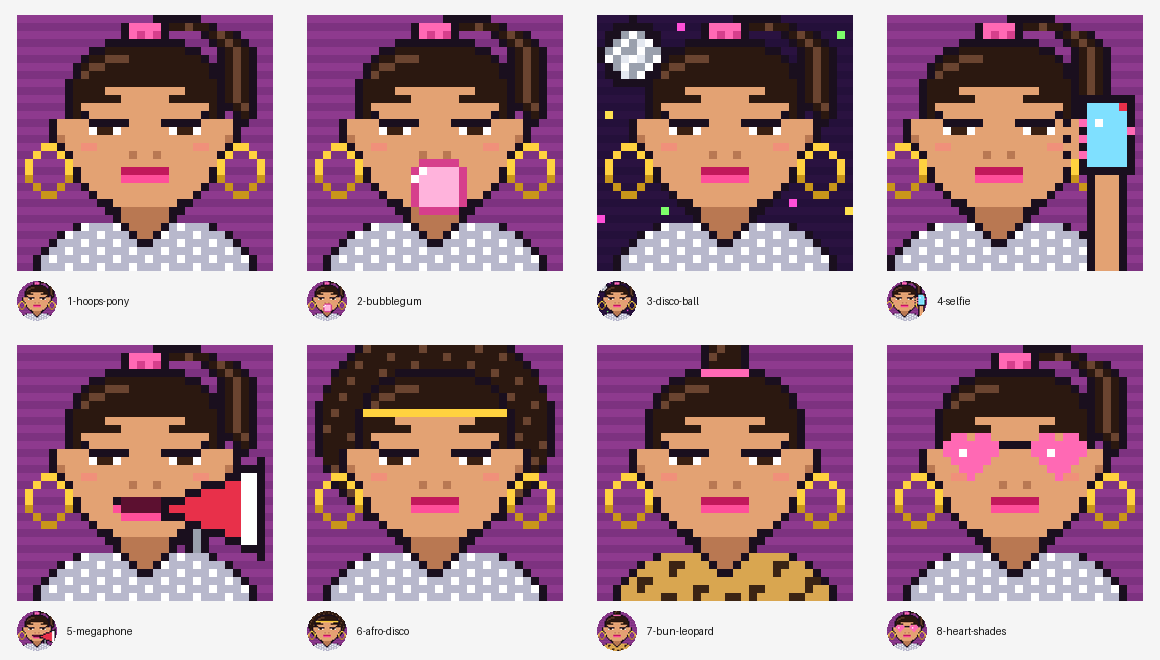 1-hoops-pony
2-bubblegum
3-disco-ball
4-selfie
5-megaphone
6-afro-disco
7-bun-leopard
8-heart-shades